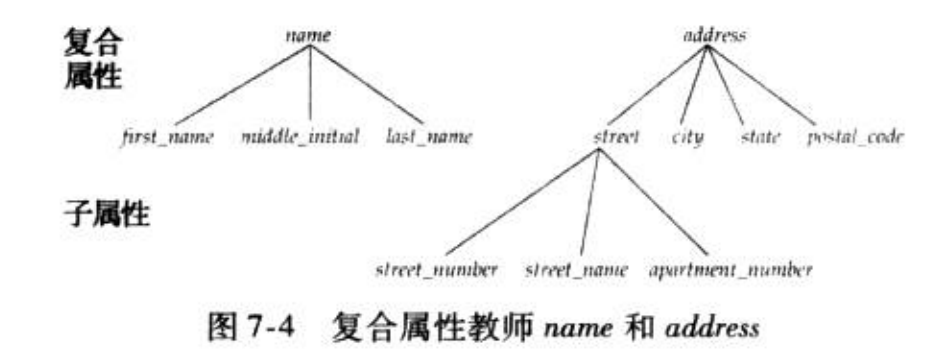 复合 name address
属性
first_name middle_initial last_name street city state postal_code
子属性
street_number street_name apartment_number
图 7-4 复合属性教师 name 和 address